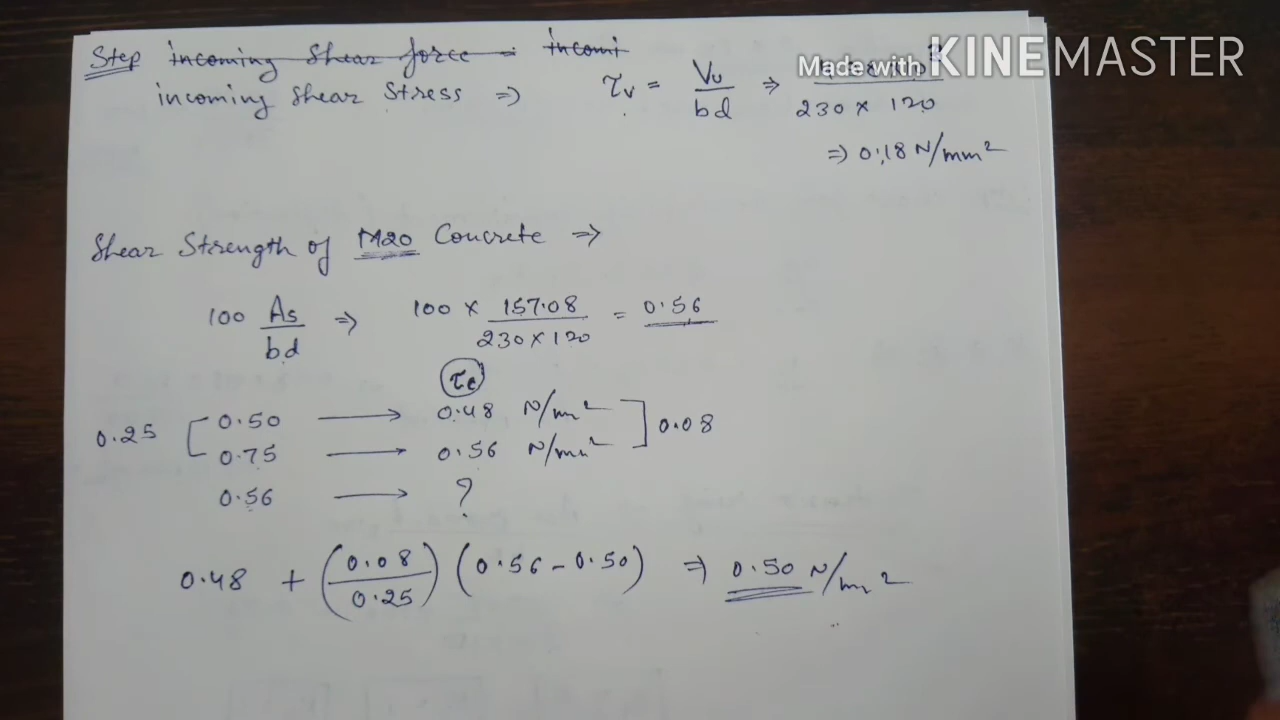 Step incoming Shear force = incomi
incoming Shear Stress ⇒ τv = Vu / bd ⇒ / 230 × 120
⇒ 0.18 N/mm²
Made with KINEMASTER
Shear Strength of M20 Concrete ⇒
100 As / bd ⇒ 100 × 157.08 / 230 × 120 = 0.56
τc
0.25 [ 0.50 → 0.48 N/mm² ] 0.08
0.75 → 0.56 N/mm²
0.56 → ?
0.48 + (0.08 / 0.25) (0.56 - 0.50) ⇒ 0.50 N/mm²